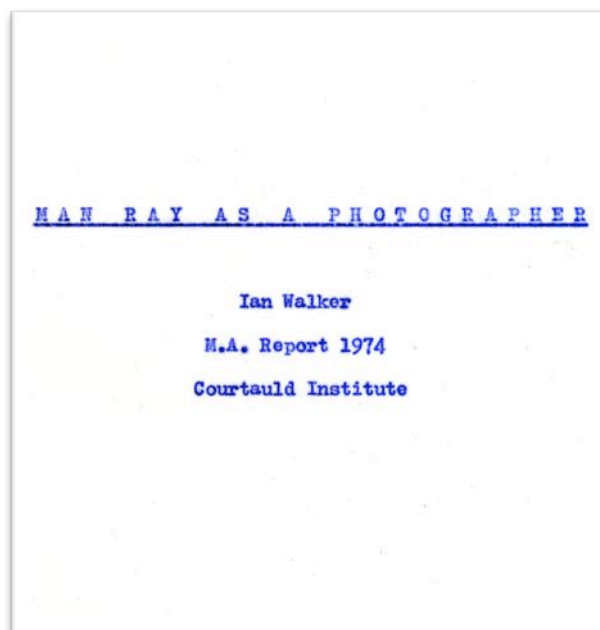 MAN RAY AS A PHOTOGRAPHER
Ian Walker
M.A. Report 1974
Courtauld Institute